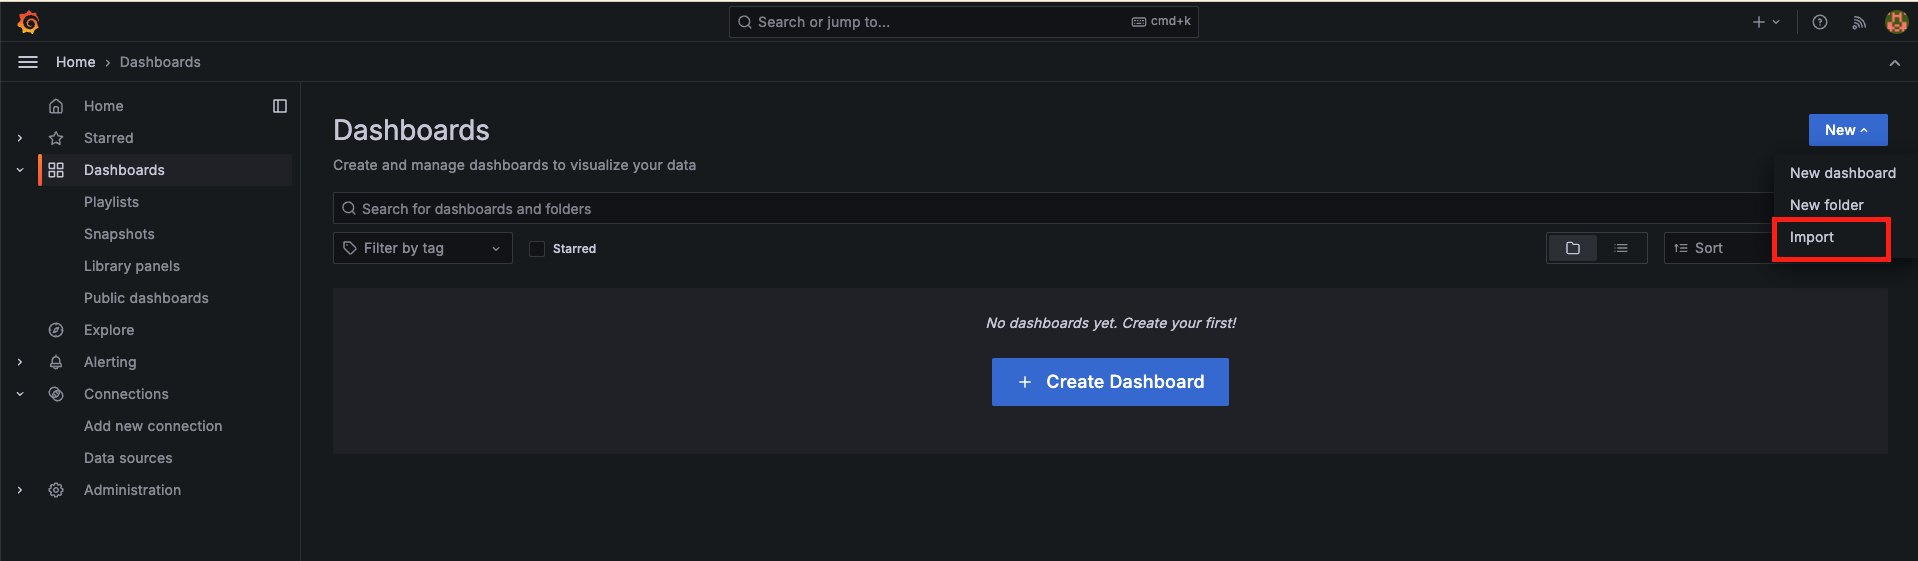 Search or jump to...
cmd+k
Home
Dashboards
Home
Starred
Dashboards
Playlists
Snapshots
Library panels
Public dashboards
Explore
Alerting
Connections
Add new connection
Data sources
Administration
Dashboards
Create and manage dashboards to visualize your data
New
New dashboard
New folder
Import
Search for dashboards and folders
Filter by tag
Starred
Sort
No dashboards yet. Create your first!
+ Create Dashboard